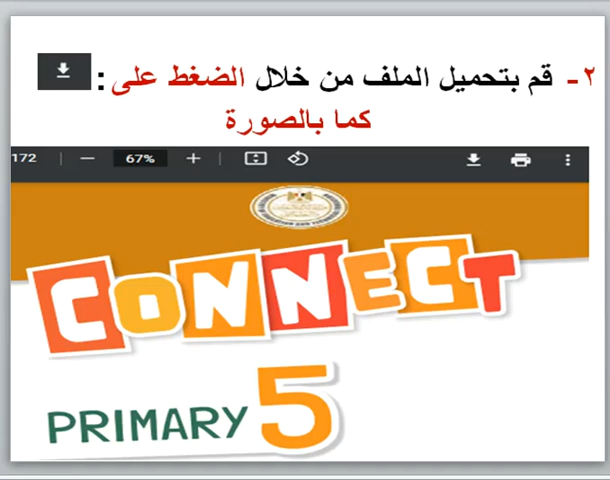 ٢- قم بتحميل الملف من خلال الضغط على :
كما بالصورة
172 | — 67% + |
CONNECT
PRIMARY 5